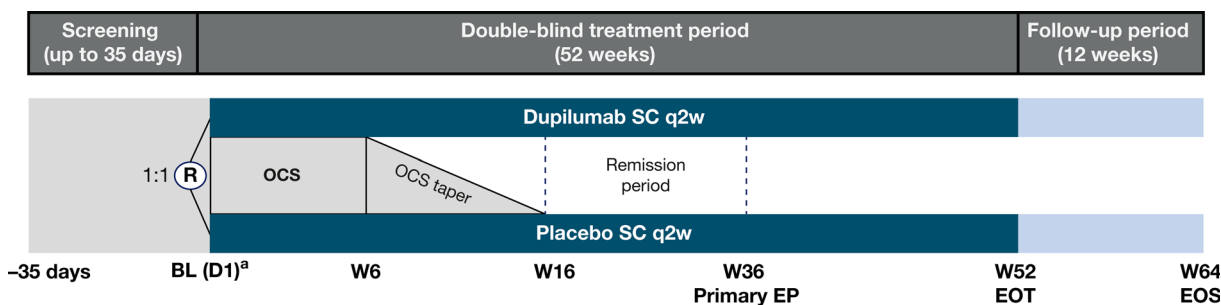 Screening
(up to 35 days)
Double-blind treatment period
(52 weeks)
Follow-up period
(12 weeks)
Dupilumab SC q2w
1:1 R
OCS
OCS taper
Remission
period
Placebo SC q2w
–35 days
BL (D1)ᵃ
W6
W16
W36
Primary EP
W52
EOT
W64
EOS